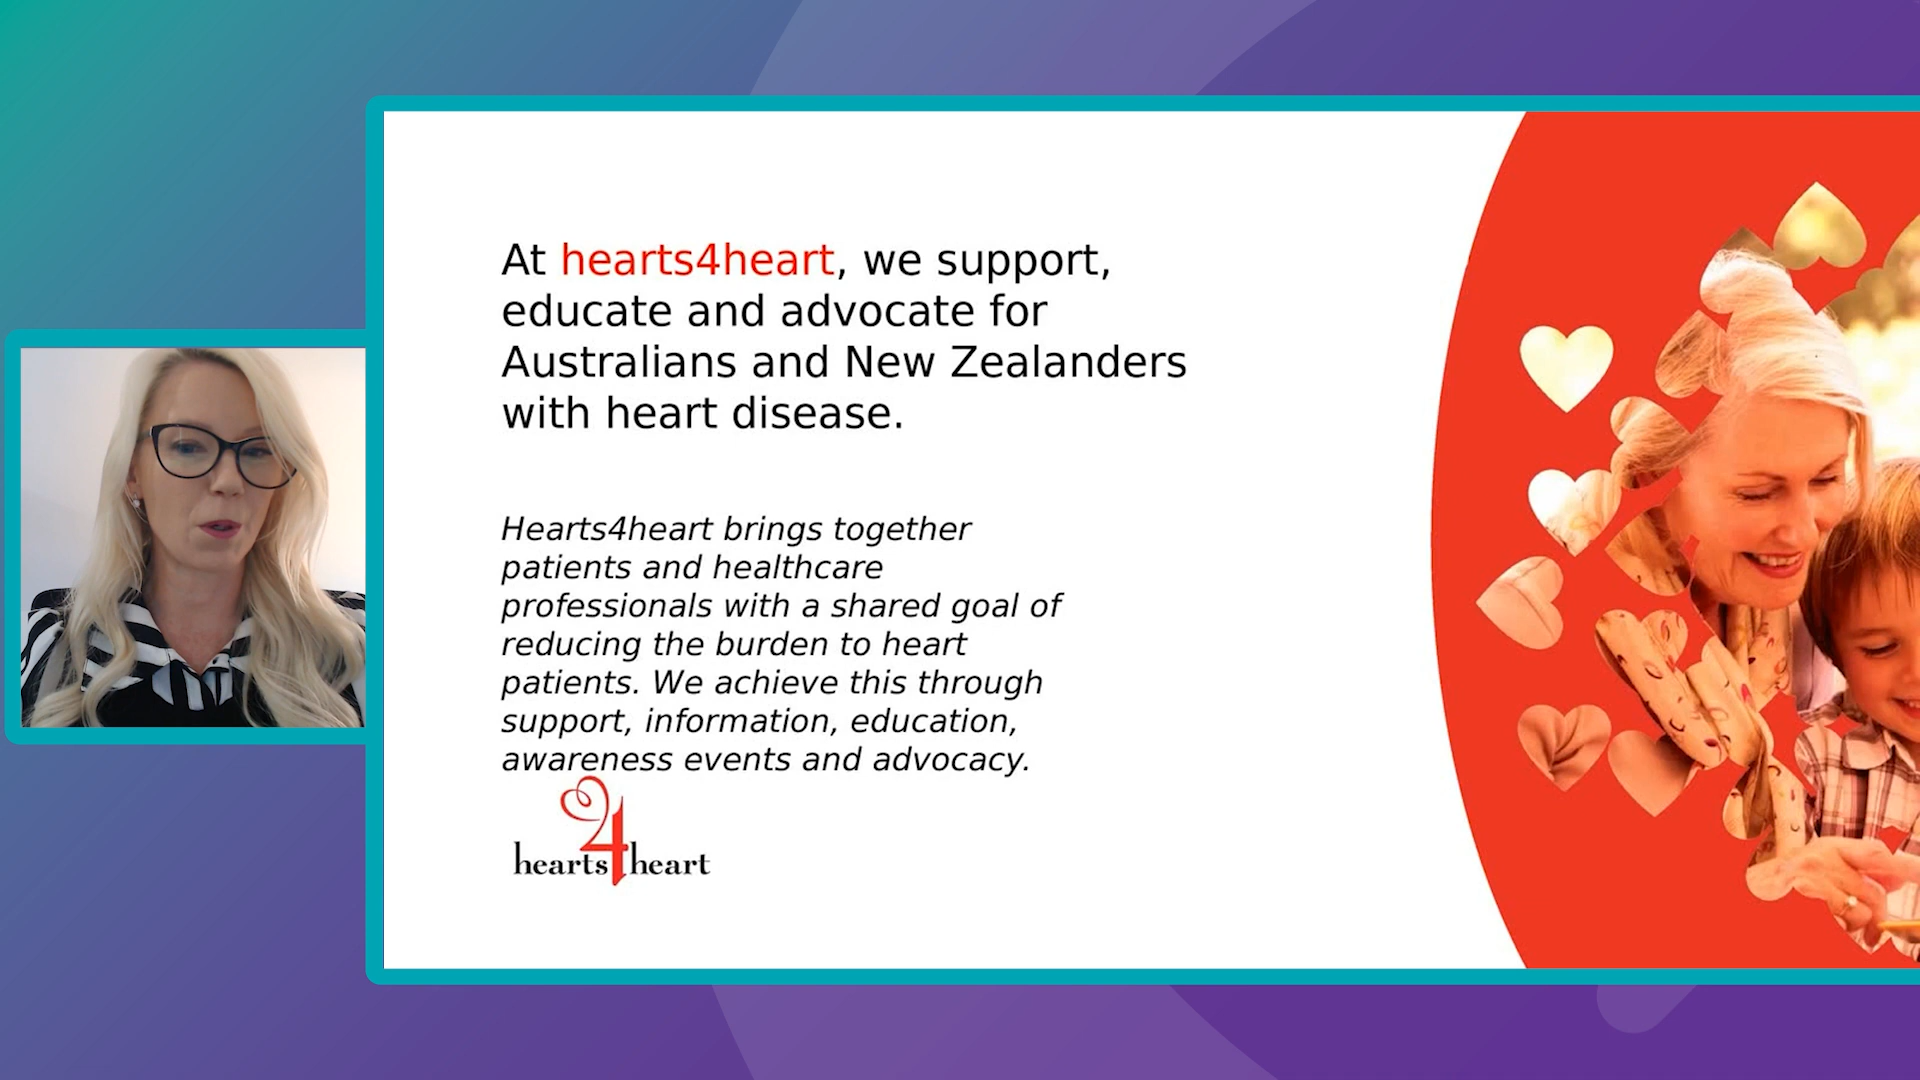 At hearts4heart, we support,
educate and advocate for
Australians and New Zealanders
with heart disease.
Hearts4heart brings together
patients and healthcare
professionals with a shared goal of
reducing the burden to heart
patients. We achieve this through
support, information, education,
awareness events and advocacy.
hearts4heart